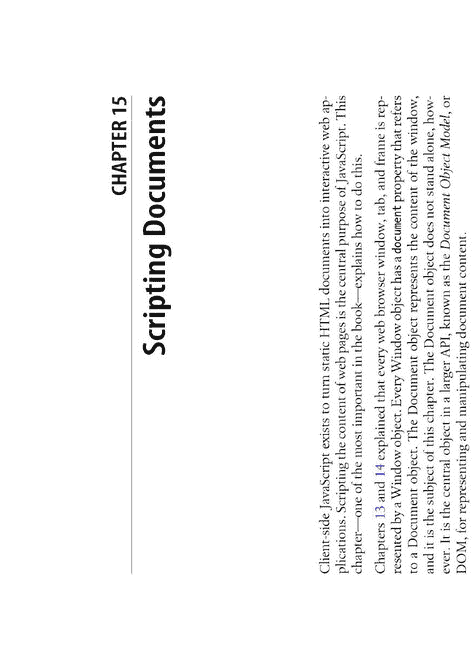 CHAPTER 15
Scripting Documents
Client-side JavaScript exists to turn static HTML documents into interactive web ap-
plications. Scripting the content of web pages is the central purpose of JavaScript. This
chapter—one of the most important in the book—explains how to do this.
Chapters 13 and 14 explained that every web browser window, tab, and frame is rep-
resented by a Window object. Every Window object has a document property that refers
to a Document object. The Document object represents the content of the window,
and it is the subject of this chapter. The Document object does not stand alone, how-
ever. It is the central object in a larger API, known as the Document Object Model, or
DOM, for representing and manipulating document content.